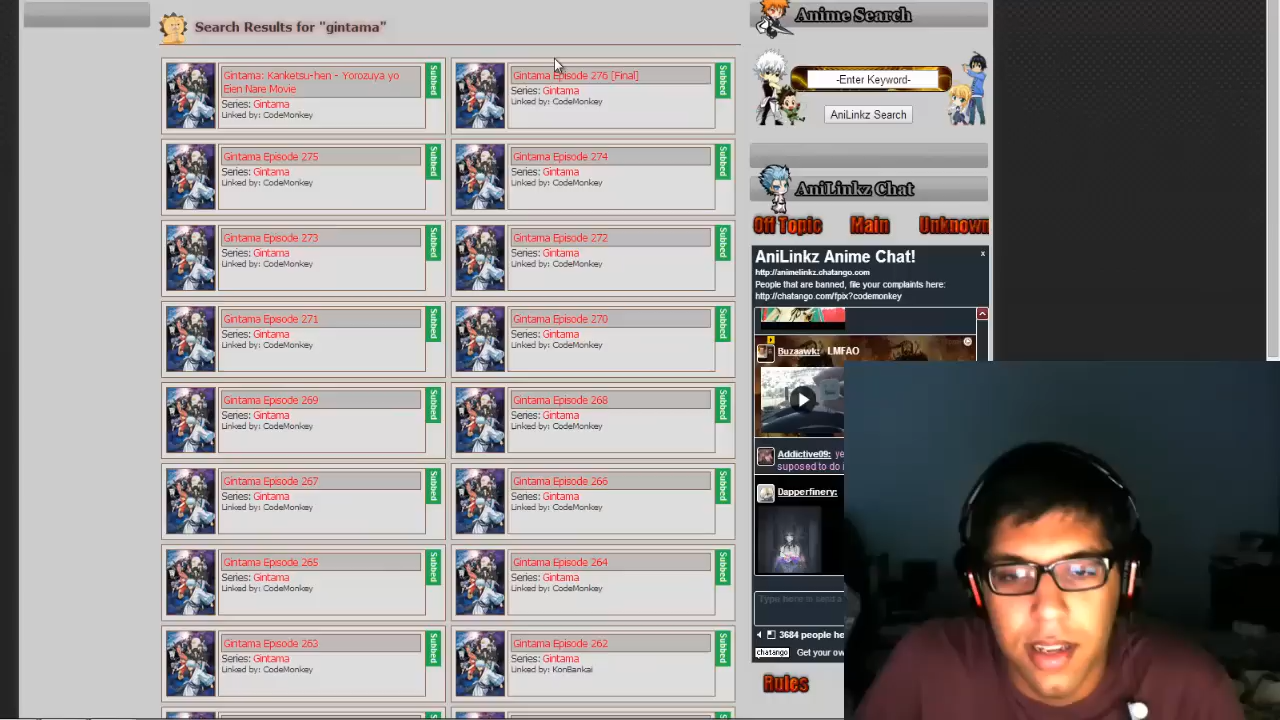 Search Results for "gintama"
Gintama: Kanketsu-hen - Yorozuya yo
Eien Nare Movie
Series: Gintama
Linked by: CodeMonkey
Subbed
Gintama Episode 276 [Final]
Series: Gintama
Linked by: CodeMonkey
Subbed
Gintama Episode 275
Series: Gintama
Linked by: CodeMonkey
Subbed
Gintama Episode 274
Series: Gintama
Linked by: CodeMonkey
Subbed
Gintama Episode 273
Series: Gintama
Linked by: CodeMonkey
Subbed
Gintama Episode 272
Series: Gintama
Linked by: CodeMonkey
Subbed
Gintama Episode 271
Series: Gintama
Linked by: CodeMonkey
Subbed
Gintama Episode 270
Series: Gintama
Linked by: CodeMonkey
Subbed
Gintama Episode 269
Series: Gintama
Linked by: CodeMonkey
Subbed
Gintama Episode 268
Series: Gintama
Linked by: CodeMonkey
Subbed
Gintama Episode 267
Series: Gintama
Linked by: CodeMonkey
Subbed
Gintama Episode 266
Series: Gintama
Linked by: CodeMonkey
Subbed
Gintama Episode 265
Series: Gintama
Linked by: CodeMonkey
Subbed
Gintama Episode 264
Series: Gintama
Linked by: CodeMonkey
Subbed
Gintama Episode 263
Series: Gintama
Linked by: CodeMonkey
Subbed
Gintama Episode 262
Series: Gintama
Linked by: KonBankai
Subbed
Anime Search
-Enter Keyword-
AniLinkz Search
AniLinkz Chat
Off Topic Main Unknown
AniLinkz Anime Chat!
http://animelinkz.chatango.com
People that are banned, file your complaints here:
http://chatango.com/fpix?codemonkey
Buzaawk: LMFAO
Addictive09: ye
suposed to do
Dapperfinery:
Type here to send a
3684 people he
chatango Get your ow
Rules